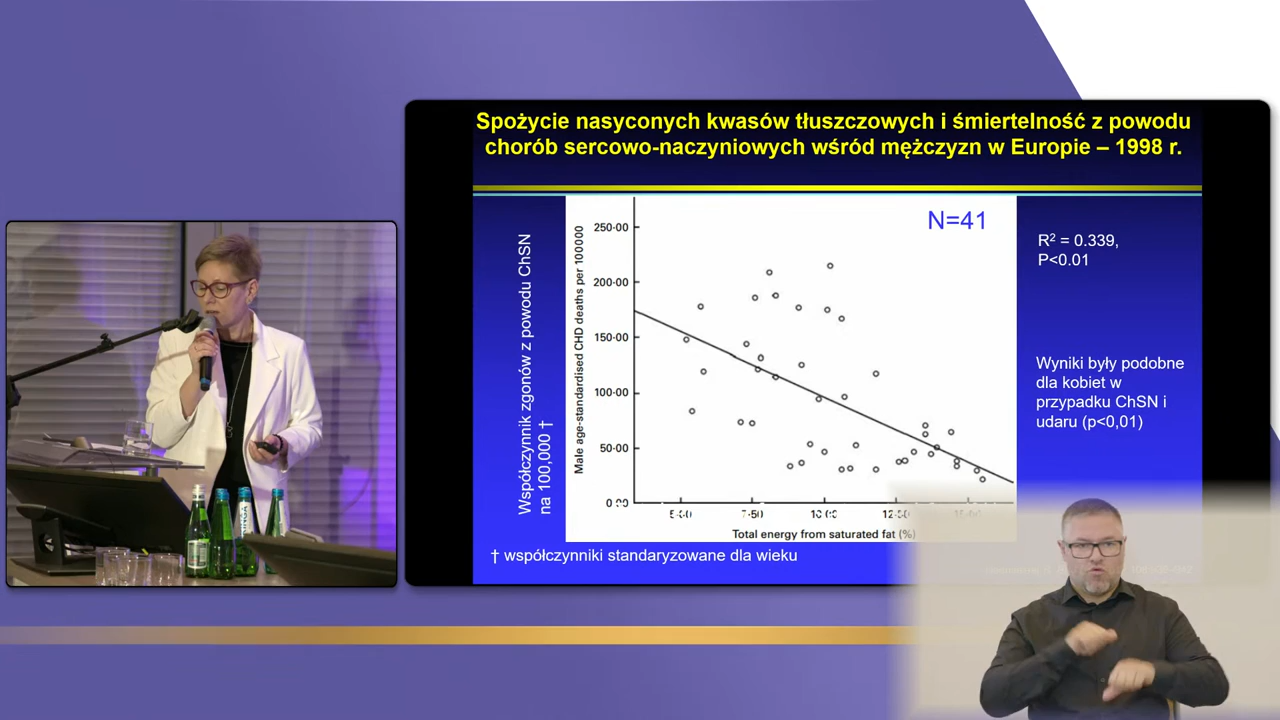 Spożycie nasyconych kwasów tłuszczowych i śmiertelność z powodu
chorób sercowo-naczyniowych wśród mężczyzn w Europie – 1998 r.
N=41
R² = 0.339,
P<0.01
Współczynnik zgonów z powodu ChSN
na 100,000 †
Male age-standardised CHD deaths per 100000
250·00
200·00
150·00
100·00
50·00
0·00
5·00
7·50
10·00
Total energy from saturated fat (%)
Wyniki były podobne
dla kobiet w
przypadku ChSN i
udaru (p<0,01)
† współczynniki standaryzowane dla wieku